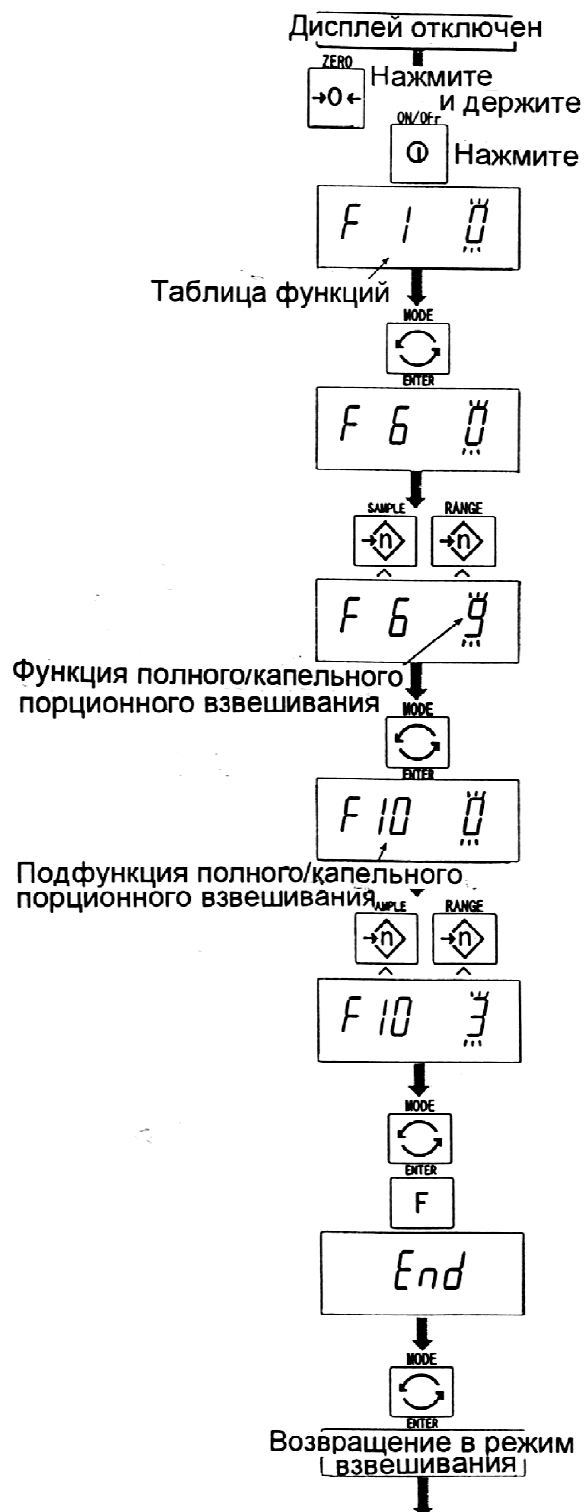 Дисплей отключен
ZERO
→0← Нажмите
и держите
ON/OFF
Нажмите
F 1 0
Таблица функций
MODE
ENTER
F 6 0
SAMPLE RANGE
→n →n
F 6 9
Функция полного/капельного
порционного взвешивания
MODE
ENTER
F 10 0
Подфункция полного/капельного
порционного взвешивания
AMPLE RANGE
→n →n
F 10 3
MODE
ENTER
F
End
MODE
ENTER
Возвращение в режим
взвешивания